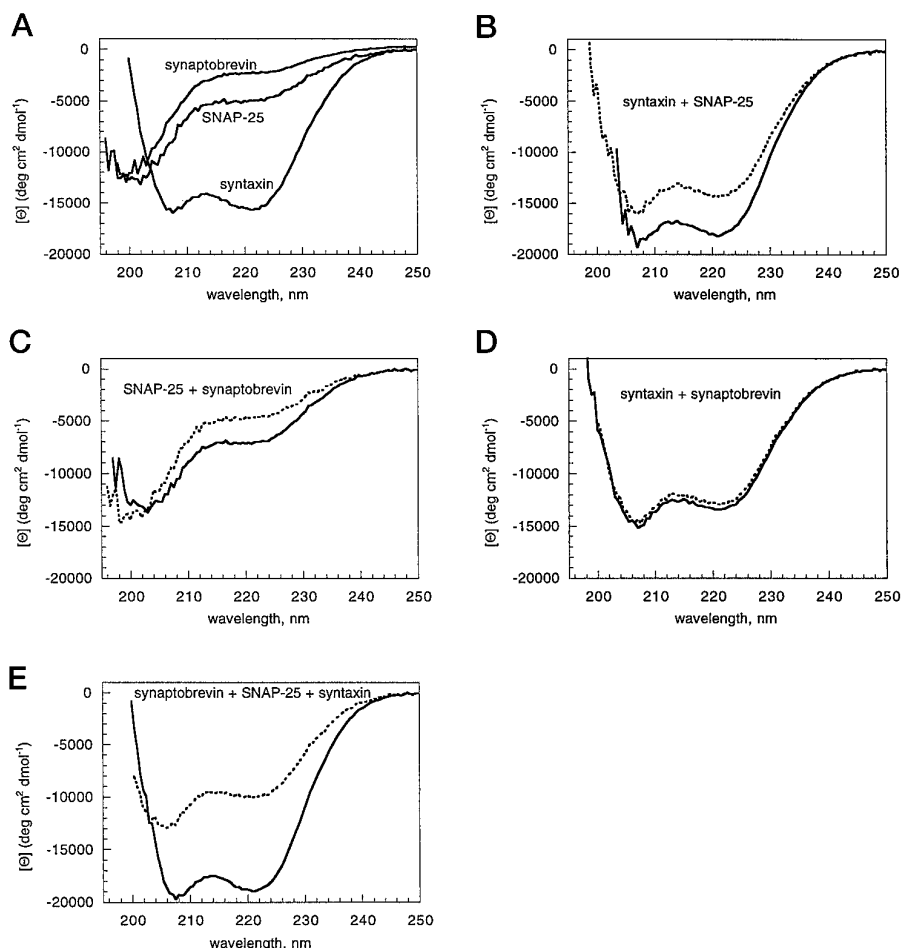 A
0
-5000
-10000
-15000
-20000
[Θ] (deg cm² dmol⁻¹)
synaptobrevin
SNAP-25
syntaxin
200 210 220 230 240 250
wavelength, nm
B
0
-5000
-10000
-15000
-20000
[Θ] (deg cm² dmol⁻¹)
syntaxin + SNAP-25
200 210 220 230 240 250
wavelength, nm
C
0
-5000
-10000
-15000
-20000
[Θ] (deg cm² dmol⁻¹)
SNAP-25 + synaptobrevin
200 210 220 230 240 250
wavelength, nm
D
0
-5000
-10000
-15000
-20000
[Θ] (deg cm² dmol⁻¹)
syntaxin + synaptobrevin
200 210 220 230 240 250
wavelength, nm
E
0
-5000
-10000
-15000
-20000
[Θ] (deg cm² dmol⁻¹)
synaptobrevin + SNAP-25 + syntaxin
200 210 220 230 240 250
wavelength, nm